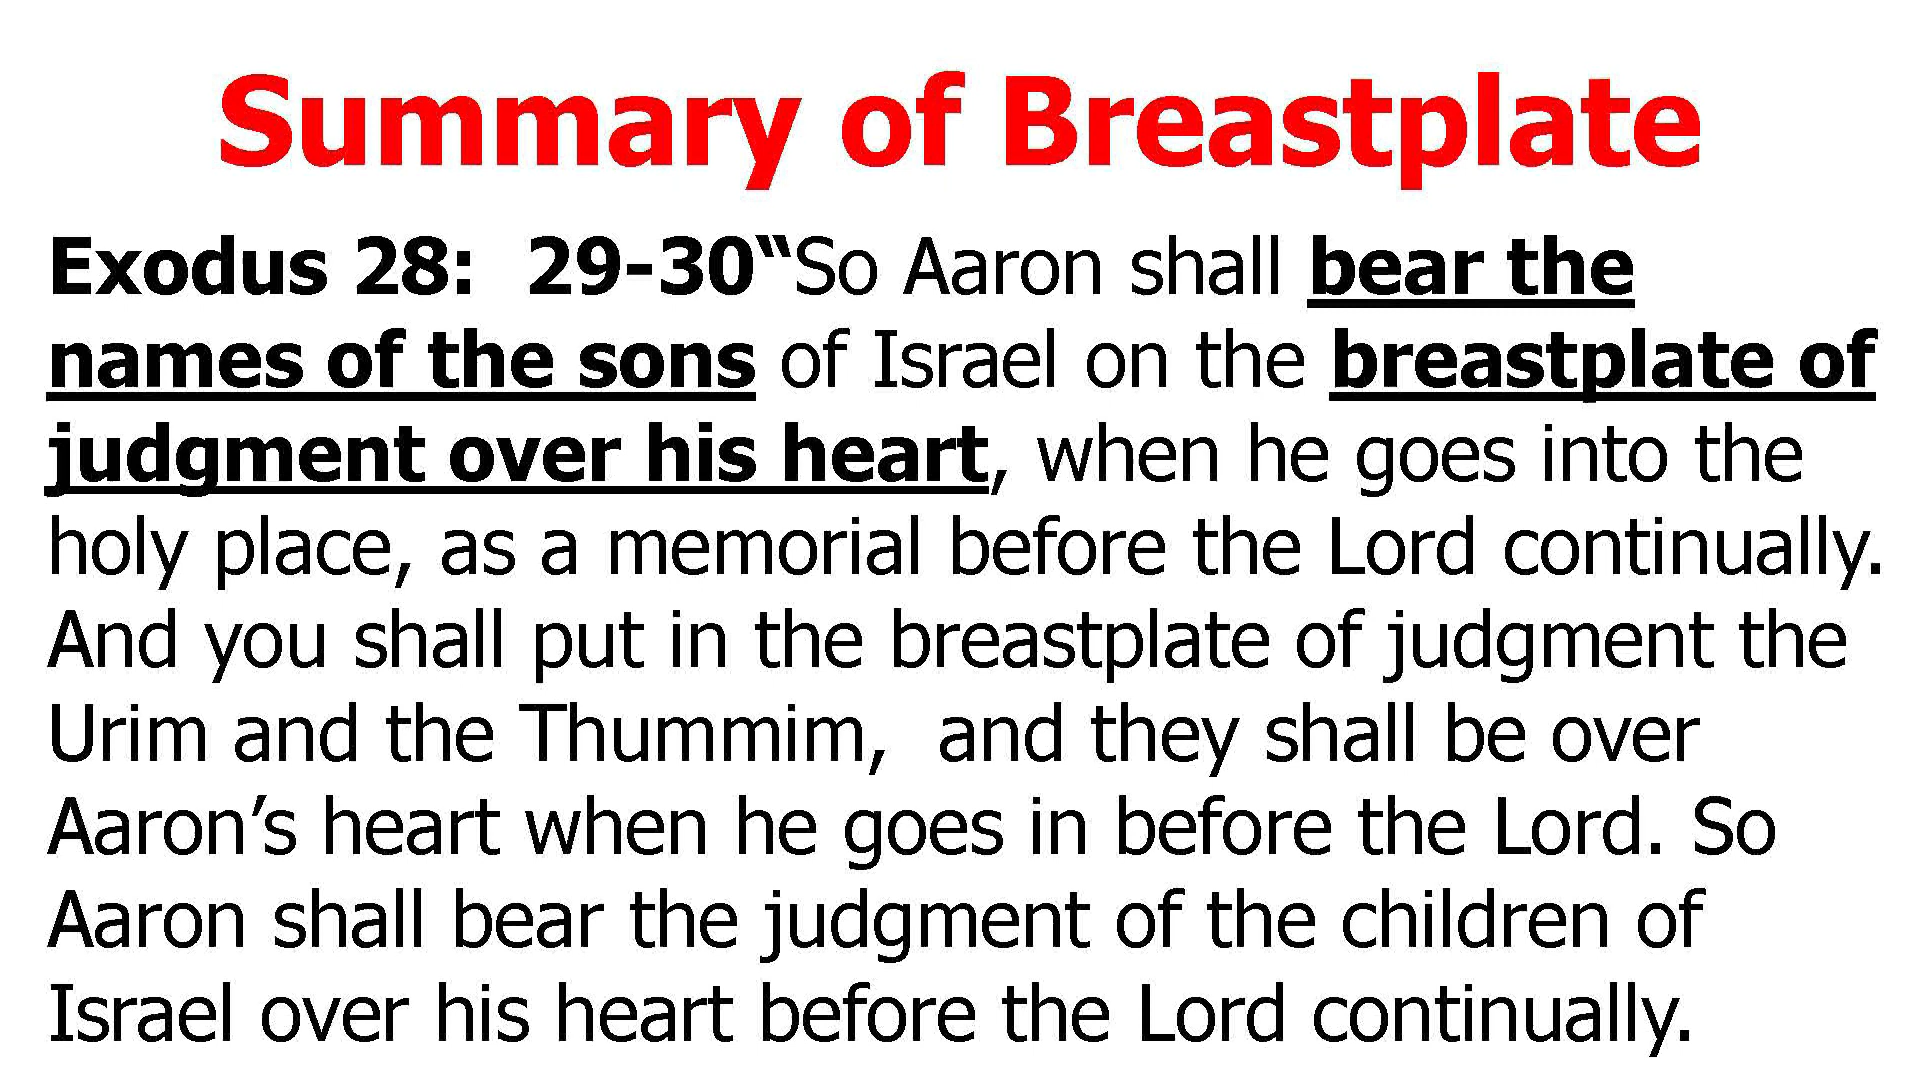 Summary of Breastplate
Exodus 28:  29-30“So Aaron shall bear the
names of the sons of Israel on the breastplate of
judgment over his heart, when he goes into the
holy place, as a memorial before the Lord continually.
And you shall put in the breastplate of judgment the
Urim and the Thummim,  and they shall be over
Aaron’s heart when he goes in before the Lord. So
Aaron shall bear the judgment of the children of
Israel over his heart before the Lord continually.